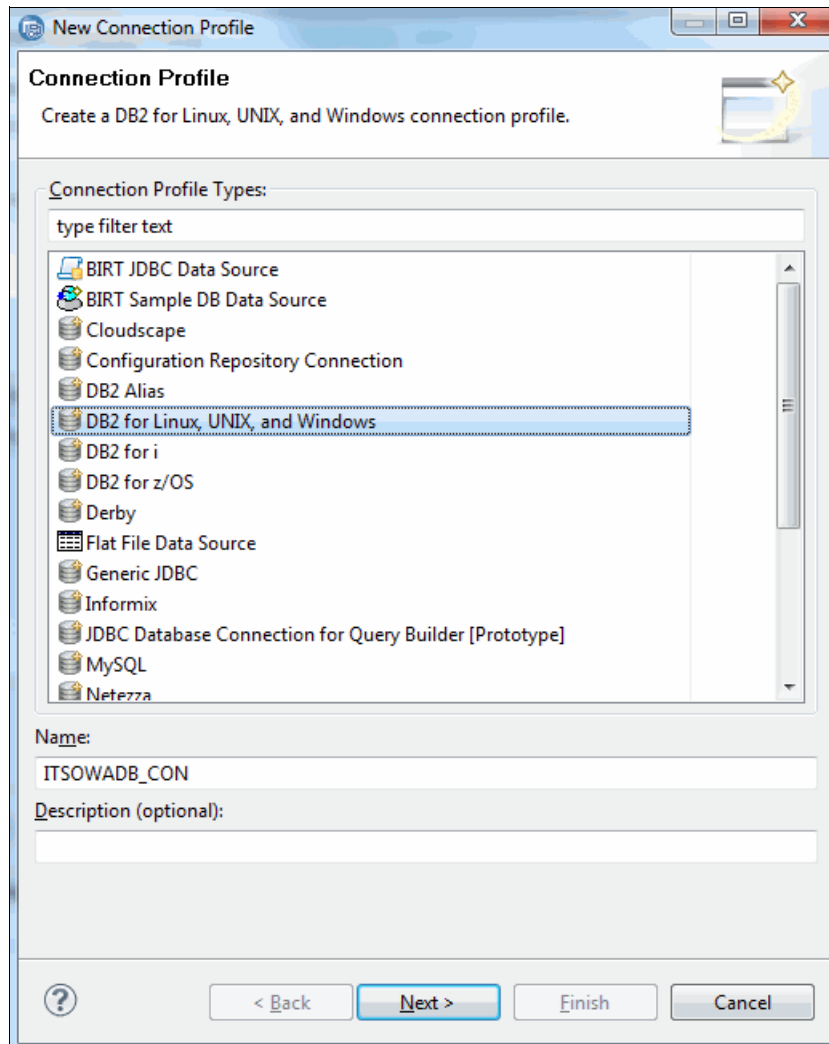 New Connection Profile
Connection Profile
Create a DB2 for Linux, UNIX, and Windows connection profile.
Connection Profile Types:
type filter text
BIRT JDBC Data Source
BIRT Sample DB Data Source
Cloudscape
Configuration Repository Connection
DB2 Alias
DB2 for Linux, UNIX, and Windows
DB2 for i
DB2 for z/OS
Derby
Flat File Data Source
Generic JDBC
Informix
JDBC Database Connection for Query Builder [Prototype]
MySQL
Netezza
Name:
ITSOWADB_CON
Description (optional):
? < Back Next > Finish Cancel